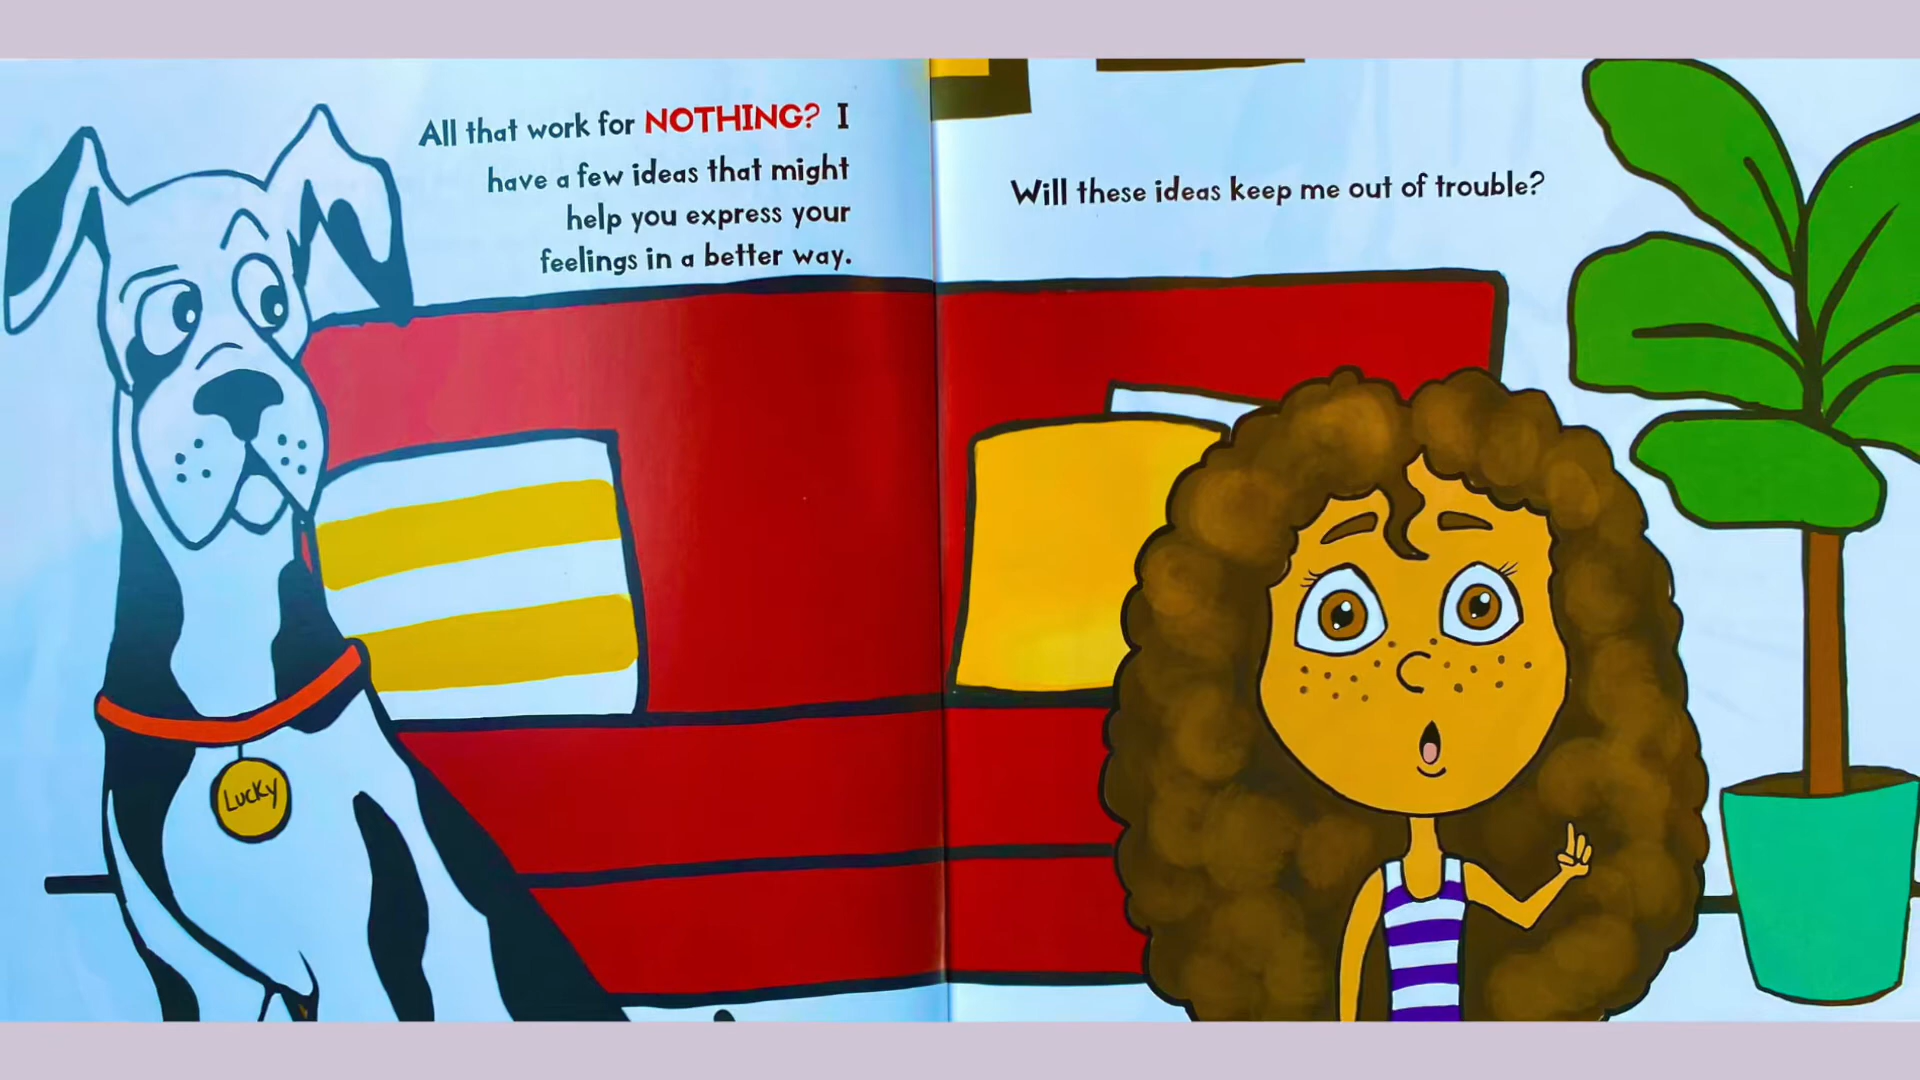 All that work for NOTHING? I
have a few ideas that might
help you express your
feelings in a better way.
Will these ideas keep me out of trouble?
Lucky